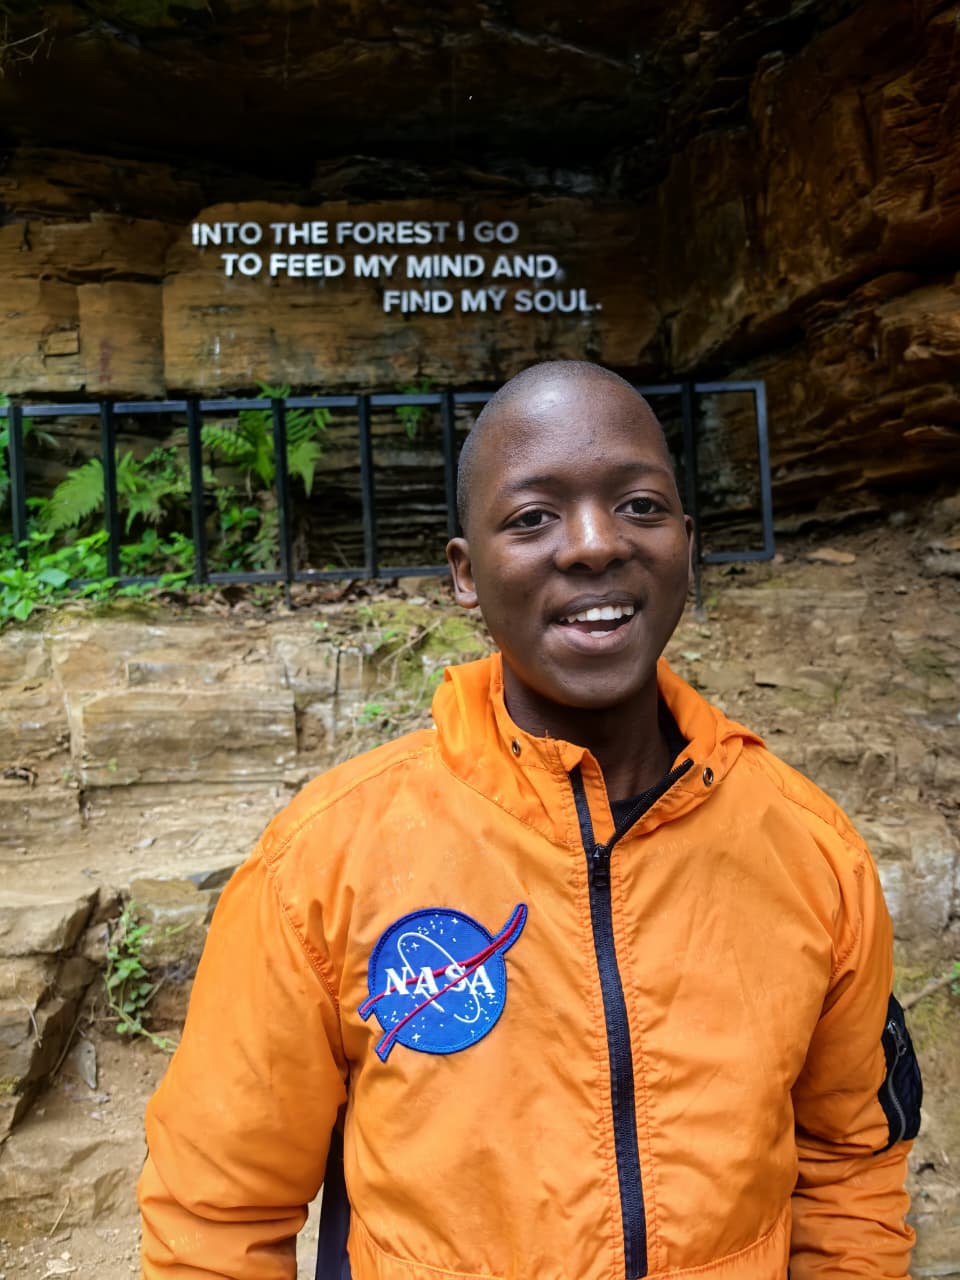 INTO THE FOREST I GO
TO FEED MY MIND AND
FIND MY SOUL.
NASA